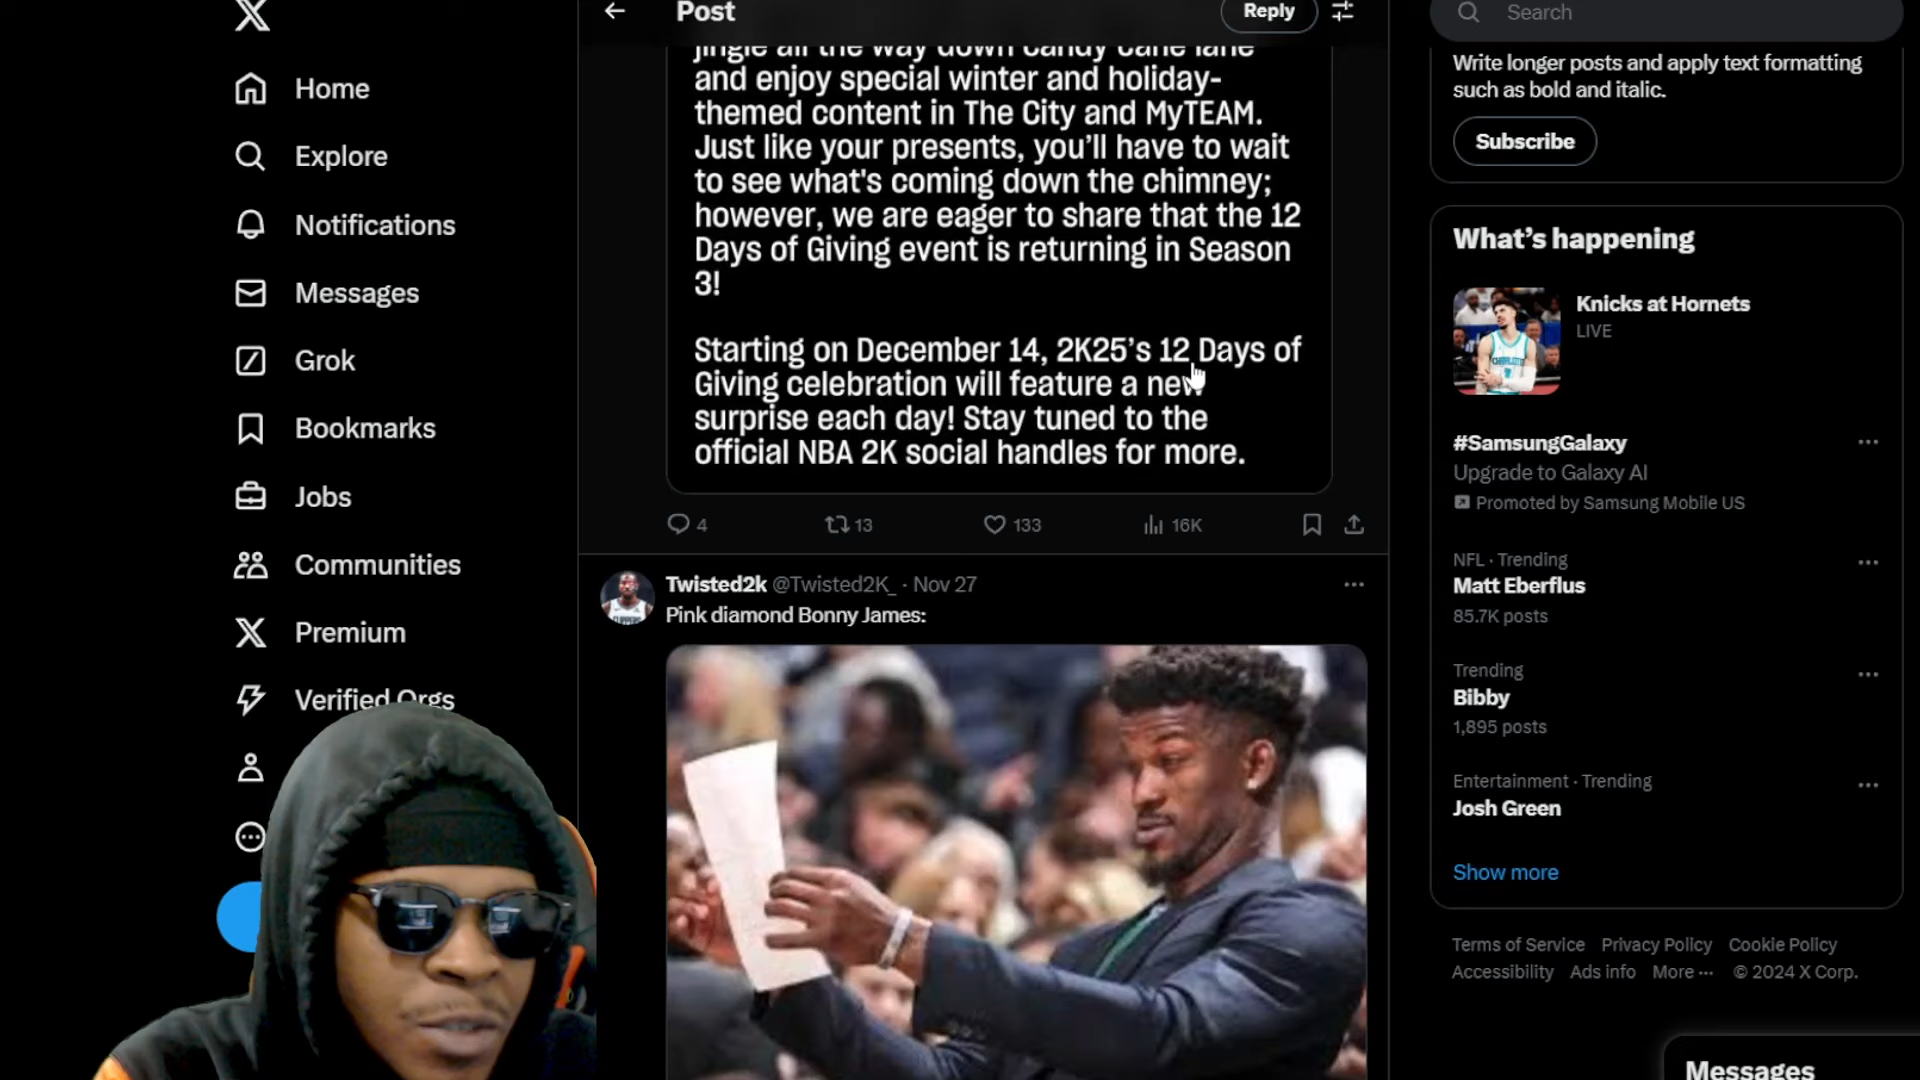 Home
Explore
Notifications
Messages
Grok
Bookmarks
Jobs
Communities
Premium
Verified Orgs
Post
Reply
jingle all the way down candy cane lane
and enjoy special winter and holiday-
themed content in The City and MyTEAM.
Just like your presents, you’ll have to wait
to see what's coming down the chimney;
however, we are eager to share that the 12
Days of Giving event is returning in Season
3!
Starting on December 14, 2K25’s 12 Days of
Giving celebration will feature a new
surprise each day! Stay tuned to the
official NBA 2K social handles for more.
4
13
133
16K
Twisted2k @Twisted2K_ · Nov 27
Pink diamond Bonny James:
Search
Write longer posts and apply text formatting
such as bold and italic.
Subscribe
What’s happening
Knicks at Hornets
LIVE
#SamsungGalaxy
Upgrade to Galaxy AI
Promoted by Samsung Mobile US
NFL · Trending
Matt Eberflus
85.7K posts
Trending
Bibby
1,895 posts
Entertainment · Trending
Josh Green
Show more
Terms of Service Privacy Policy Cookie Policy
Accessibility Ads info More ··· © 2024 X Corp.
Messages